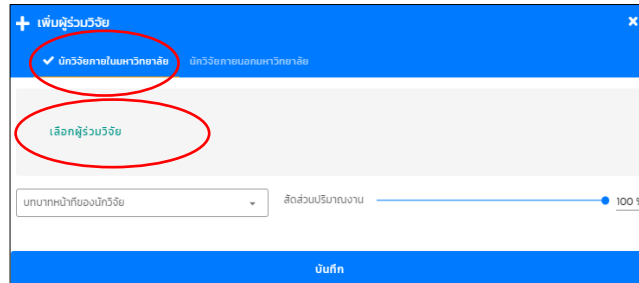 + เพิ่มผู้ร่วมวิจัย ×
✔ นักวิจัยภายในมหาวิทยาลัย นักวิจัยภายนอกมหาวิทยาลัย
เลือกผู้ร่วมวิจัย
บทบาทหน้าที่ของนักวิจัย สัดส่วนปริมาณงาน 100 %
บันทึก